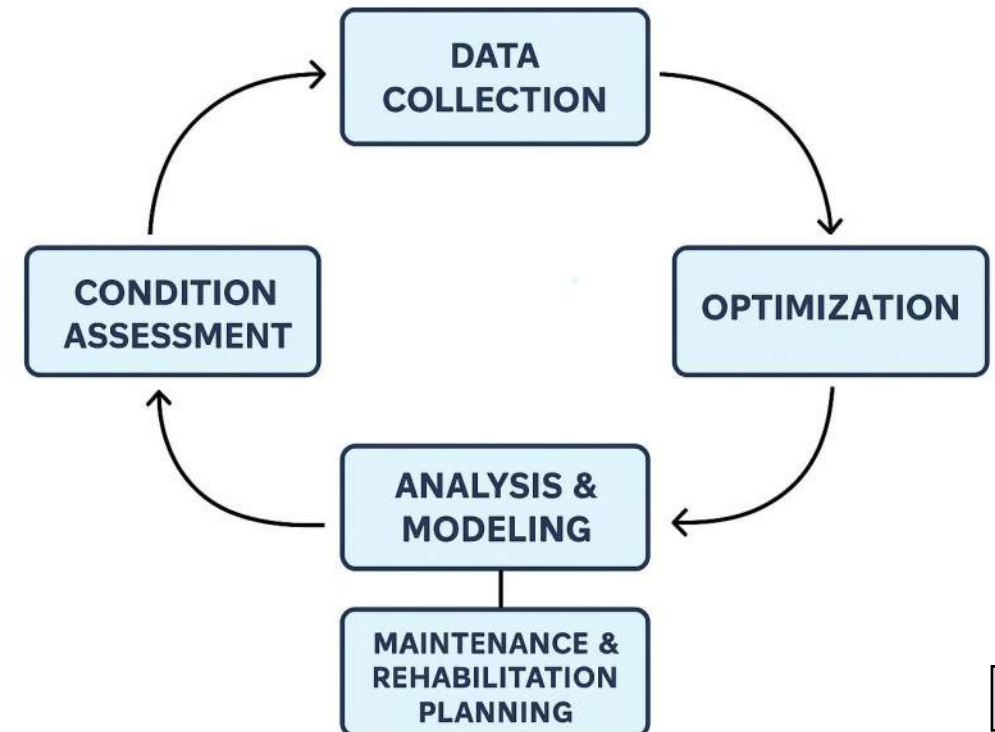 DATA
COLLECTION
CONDITION
ASSESSMENT
OPTIMIZATION
ANALYSIS &
MODELING
MAINTENANCE &
REHABILITATION
PLANNING